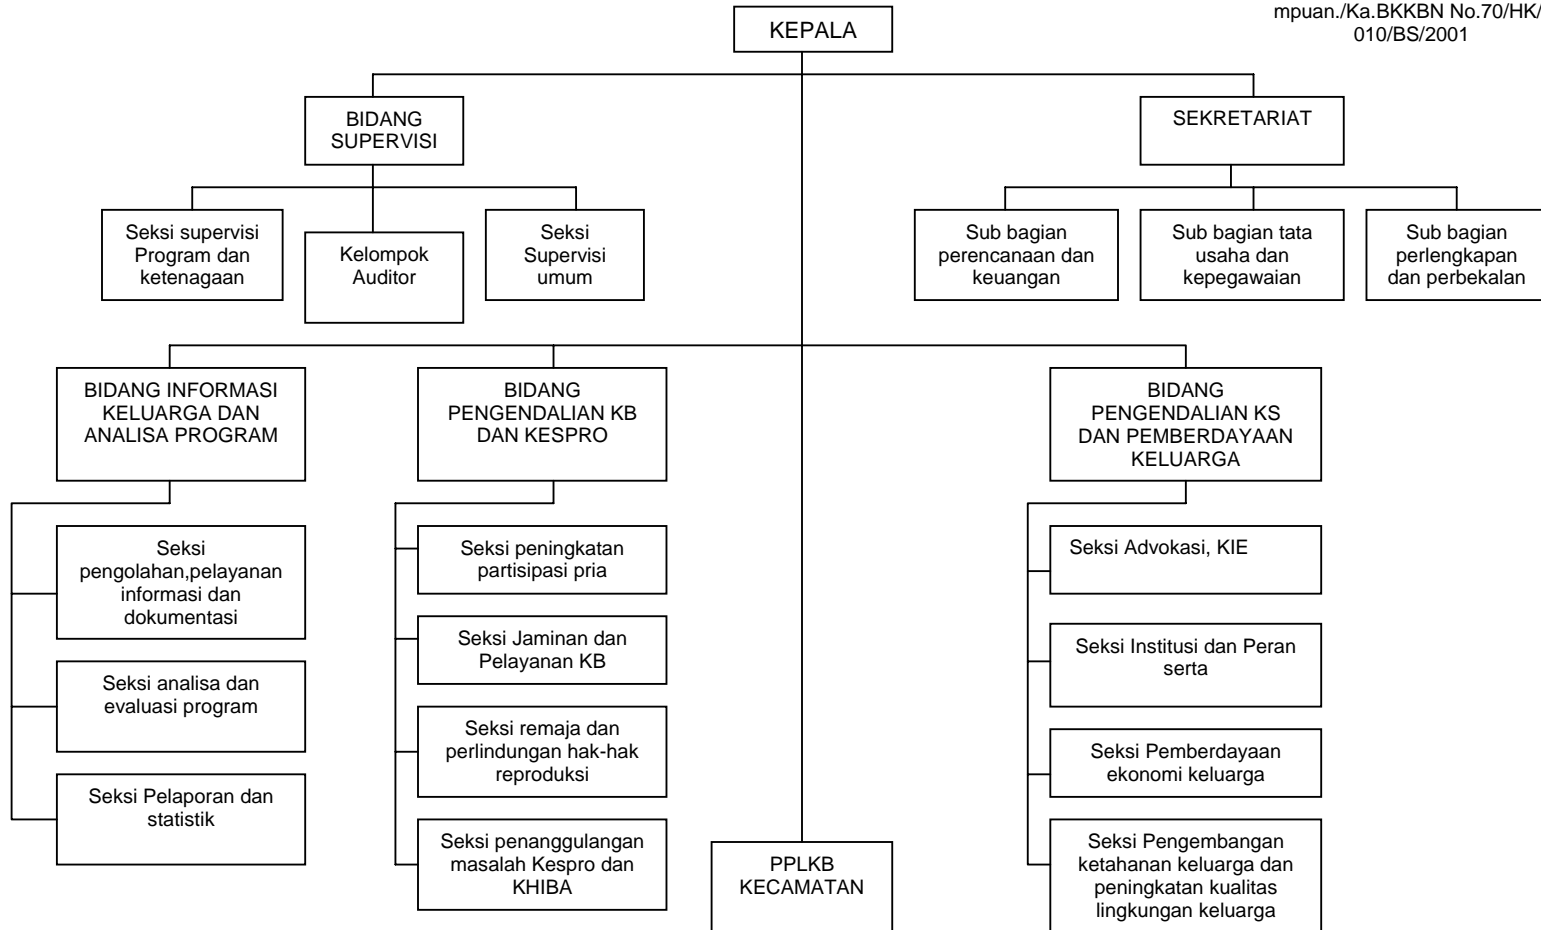 mpuan./Ka.BKKBN No.70/HK/
010/BS/2001
KEPALA
BIDANG
SUPERVISI
SEKRETARIAT
Seksi supervisi
Program dan
ketenagaan
Kelompok
Auditor
Seksi
Supervisi
umum
Sub bagian
perencanaan dan
keuangan
Sub bagian tata
usaha dan
kepegawaian
Sub bagian
perlengkapan
dan perbekalan
BIDANG INFORMASI
KELUARGA DAN
ANALISA PROGRAM
BIDANG
PENGENDALIAN KB
DAN KESPRO
BIDANG
PENGENDALIAN KS
DAN PEMBERDAYAAN
KELUARGA
Seksi
pengolahan,pelayanan
informasi dan
dokumentasi
Seksi analisa dan
evaluasi program
Seksi Pelaporan dan
statistik
Seksi peningkatan
partisipasi pria
Seksi Jaminan dan
Pelayanan KB
Seksi remaja dan
perlindungan hak-hak
reproduksi
Seksi penanggulangan
masalah Kespro dan
KHIBA
PPLKB
KECAMATAN
Seksi Advokasi, KIE
Seksi Institusi dan Peran
serta
Seksi Pemberdayaan
ekonomi keluarga
Seksi Pengembangan
ketahanan keluarga dan
peningkatan kualitas
lingkungan keluarga